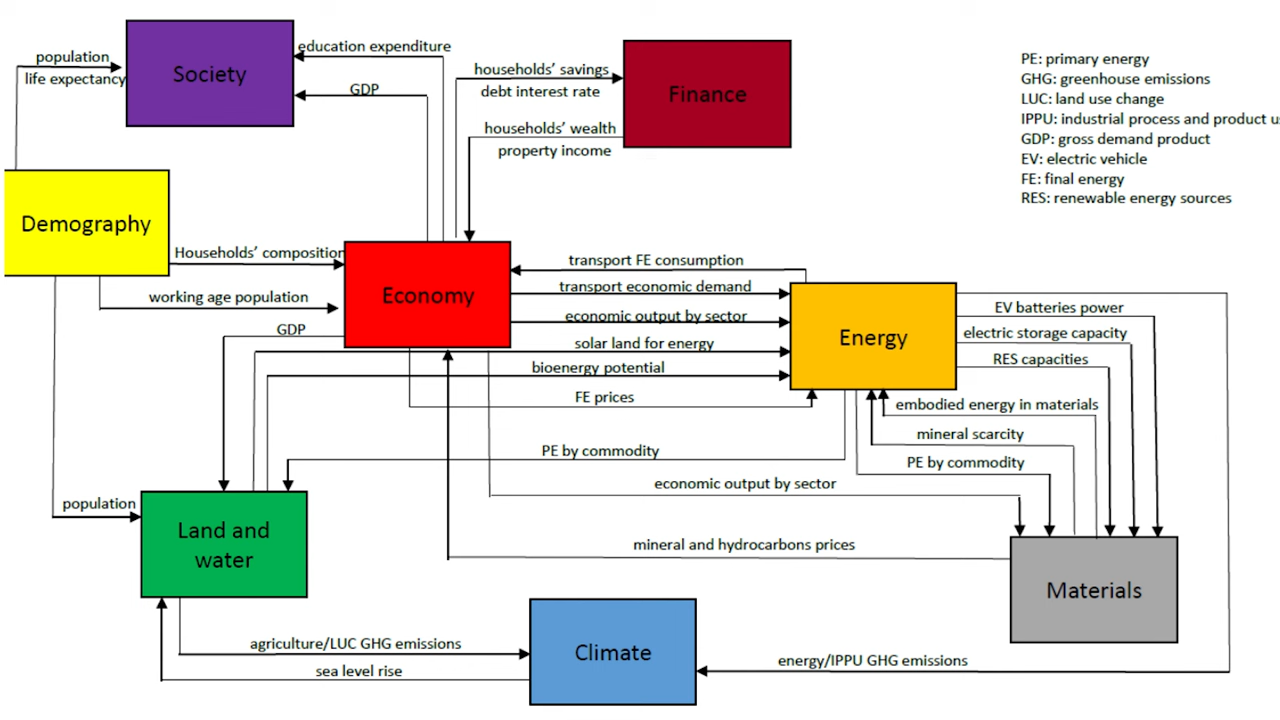 population
life expectancy
Society
education expenditure
GDP
households’ savings
debt interest rate
households’ wealth
property income
Finance
PE: primary energy
GHG: greenhouse emissions
LUC: land use change
IPPU: industrial process and product u
GDP: gross demand product
EV: electric vehicle
FE: final energy
RES: renewable energy sources
Demography
Households’ composition
working age population
Economy
GDP
transport FE consumption
transport economic demand
economic output by sector
solar land for energy
bioenergy potential
FE prices
Energy
EV batteries power
electric storage capacity
RES capacities
embodied energy in materials
mineral scarcity
PE by commodity
PE by commodity
economic output by sector
population
Land and
water
mineral and hydrocarbons prices
Materials
agriculture/LUC GHG emissions
sea level rise
Climate
energy/IPPU GHG emissions